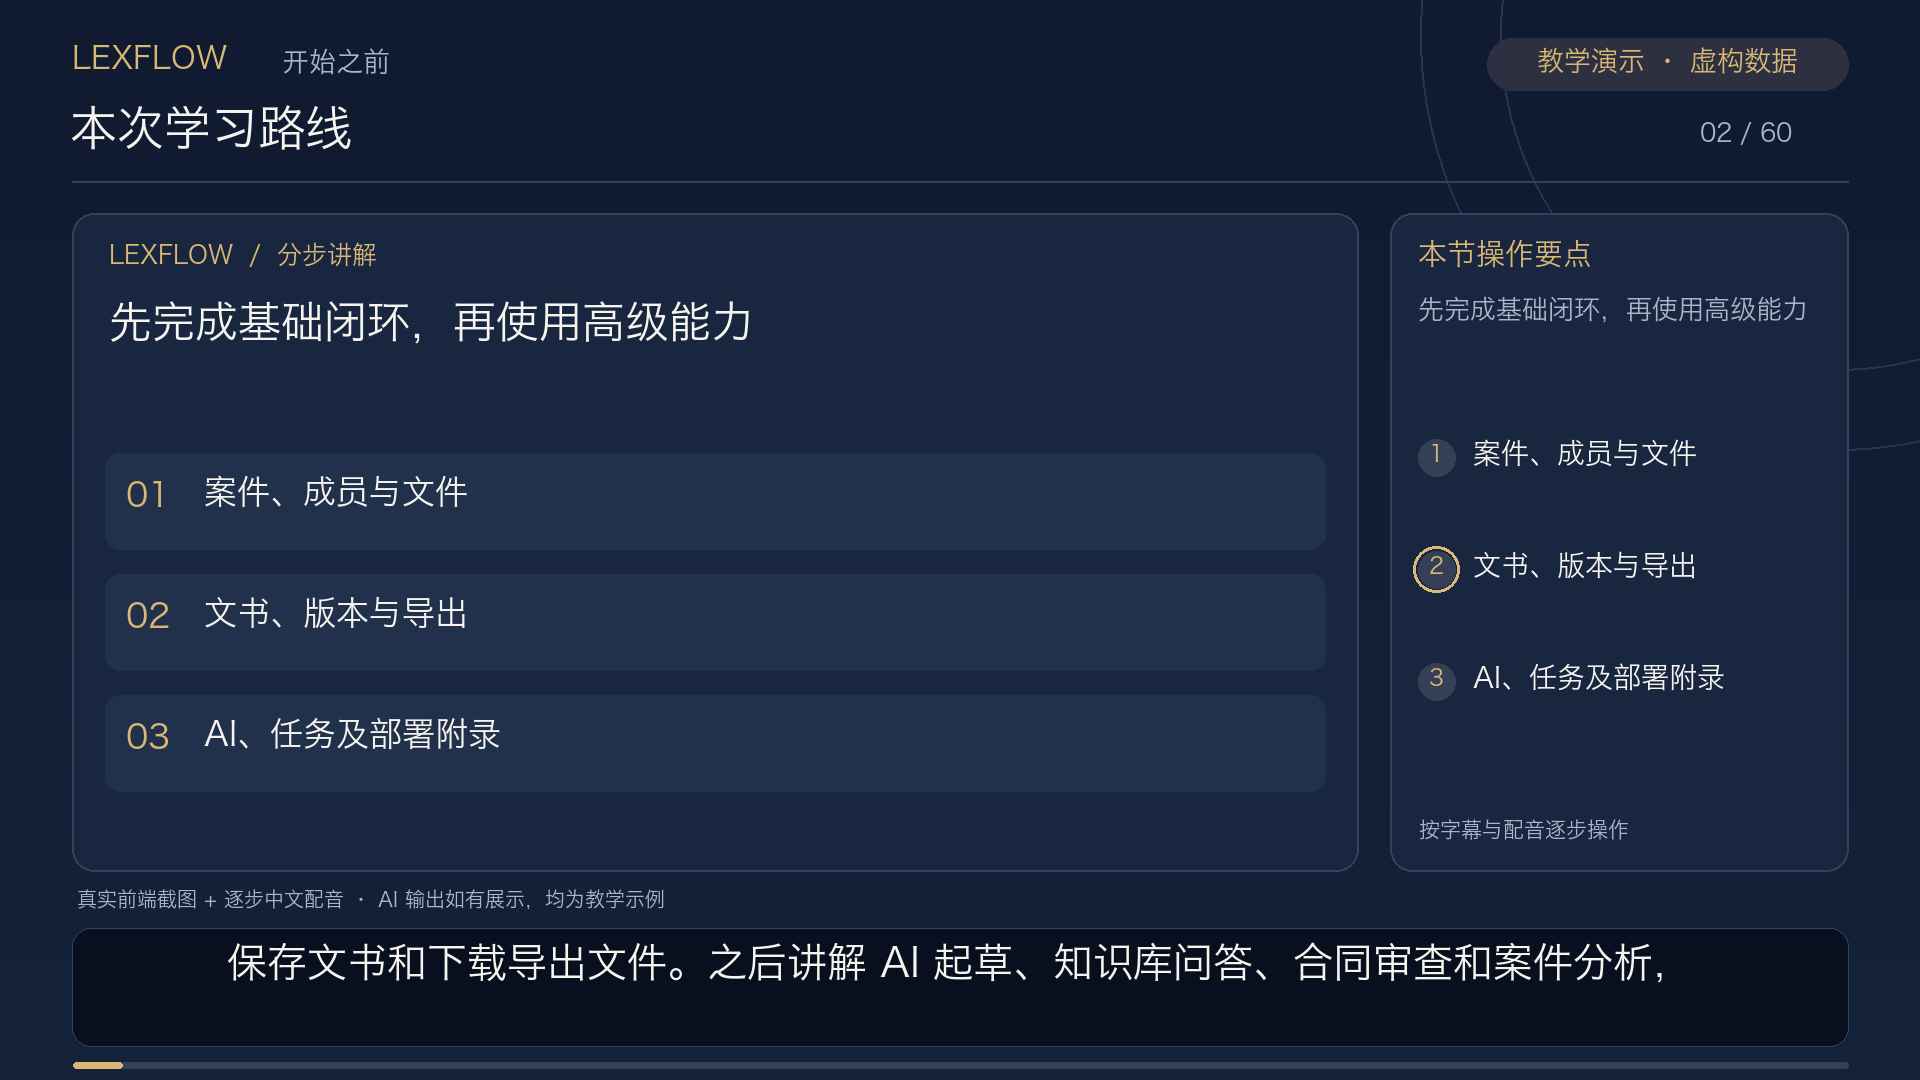 LEXFLOW 开始之前
教学演示 · 虚构数据
本次学习路线
02 / 60
LEXFLOW / 分步讲解
先完成基础闭环，再使用高级能力
01 案件、成员与文件
02 文书、版本与导出
03 AI、任务及部署附录
本节操作要点
先完成基础闭环，再使用高级能力
1 案件、成员与文件
2 文书、版本与导出
3 AI、任务及部署附录
按字幕与配音逐步操作
真实前端截图 + 逐步中文配音 · AI 输出如有展示，均为教学示例
保存文书和下载导出文件。之后讲解 AI 起草、知识库问答、合同审查和案件分析，